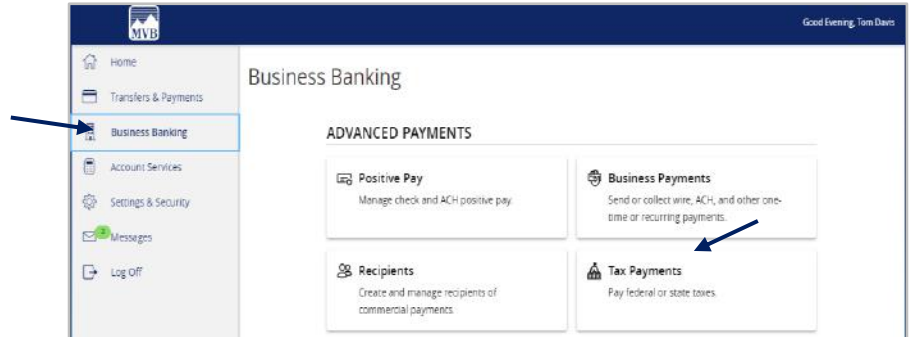 MVB
Good Evening, Tom Davis
Home
Transfers & Payments
Business Banking
Account Services
Settings & Security
2
Messages
Log Off
Business Banking
ADVANCED PAYMENTS
Positive Pay
Manage check and ACH positive pay.
Business Payments
Send or collect wire, ACH, and other one-
time or recurring payments.
Recipients
Create and manage recipients of
commercial payments.
Tax Payments
Pay federal or state taxes.